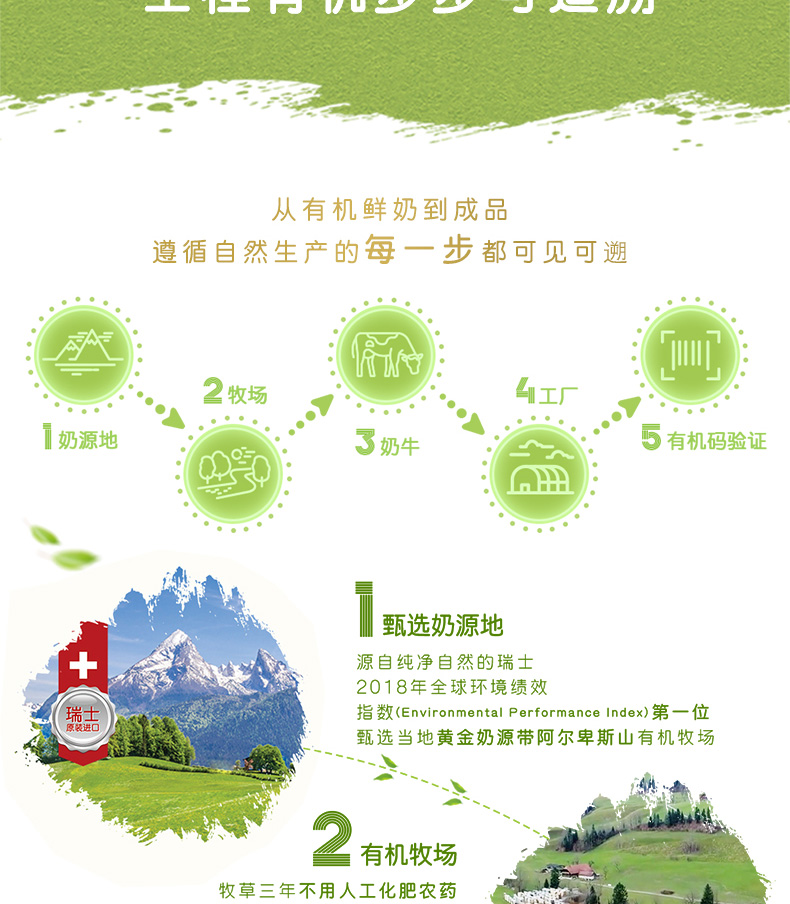 从有机鲜奶到成品
遵循自然生产的每一步都可见可溯
1 奶源地
2 牧场
3 奶牛
4 工厂
5 有机码验证
瑞士
原装进口
1 甄选奶源地
源自纯净自然的瑞士
2018年全球环境绩效
指数(Environmental Performance Index)第一位
甄选当地黄金奶源带阿尔卑斯山有机牧场
2 有机牧场
牧草三年不用人工化肥农药